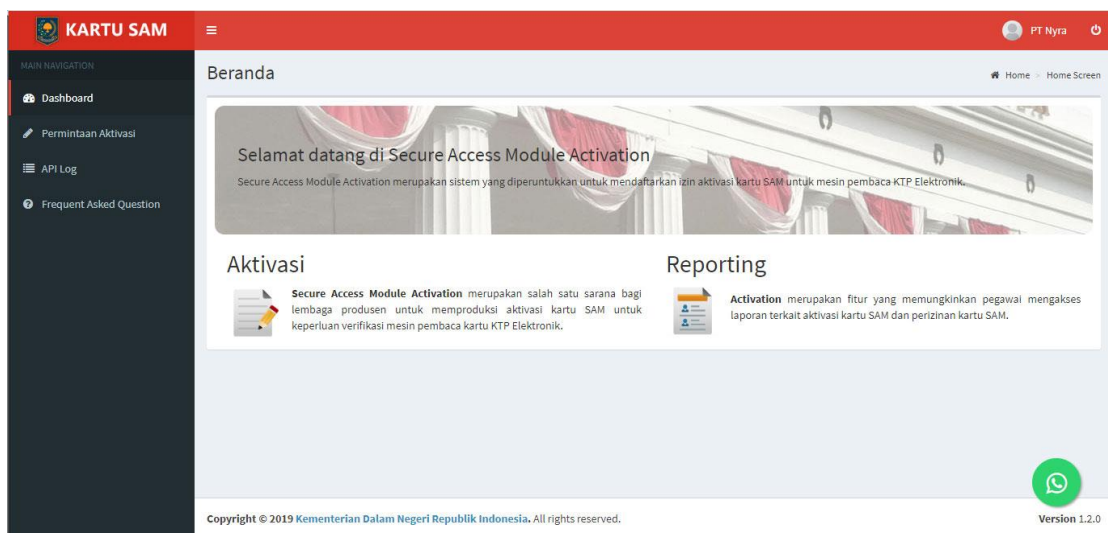 KARTU SAM
PT Nyra
MAIN NAVIGATION
Dashboard
Permintaan Aktivasi
API Log
Frequent Asked Question
Beranda
Home > Home Screen
Selamat datang di Secure Access Module Activation
Secure Access Module Activation merupakan sistem yang diperuntukkan untuk mendaftarkan izin aktivasi kartu SAM untuk mesin pembaca KTP Elektronik.
Aktivasi
Secure Access Module Activation merupakan salah satu sarana bagi
lembaga produsen untuk memproduksi aktivasi kartu SAM untuk
keperluan verifikasi mesin pembaca kartu KTP Elektronik.
Reporting
Activation merupakan fitur yang memungkinkan pegawai mengakses
laporan terkait aktivasi kartu SAM dan perizinan kartu SAM.
Copyright © 2019 Kementerian Dalam Negeri Republik Indonesia. All rights reserved.
Version 1.2.0